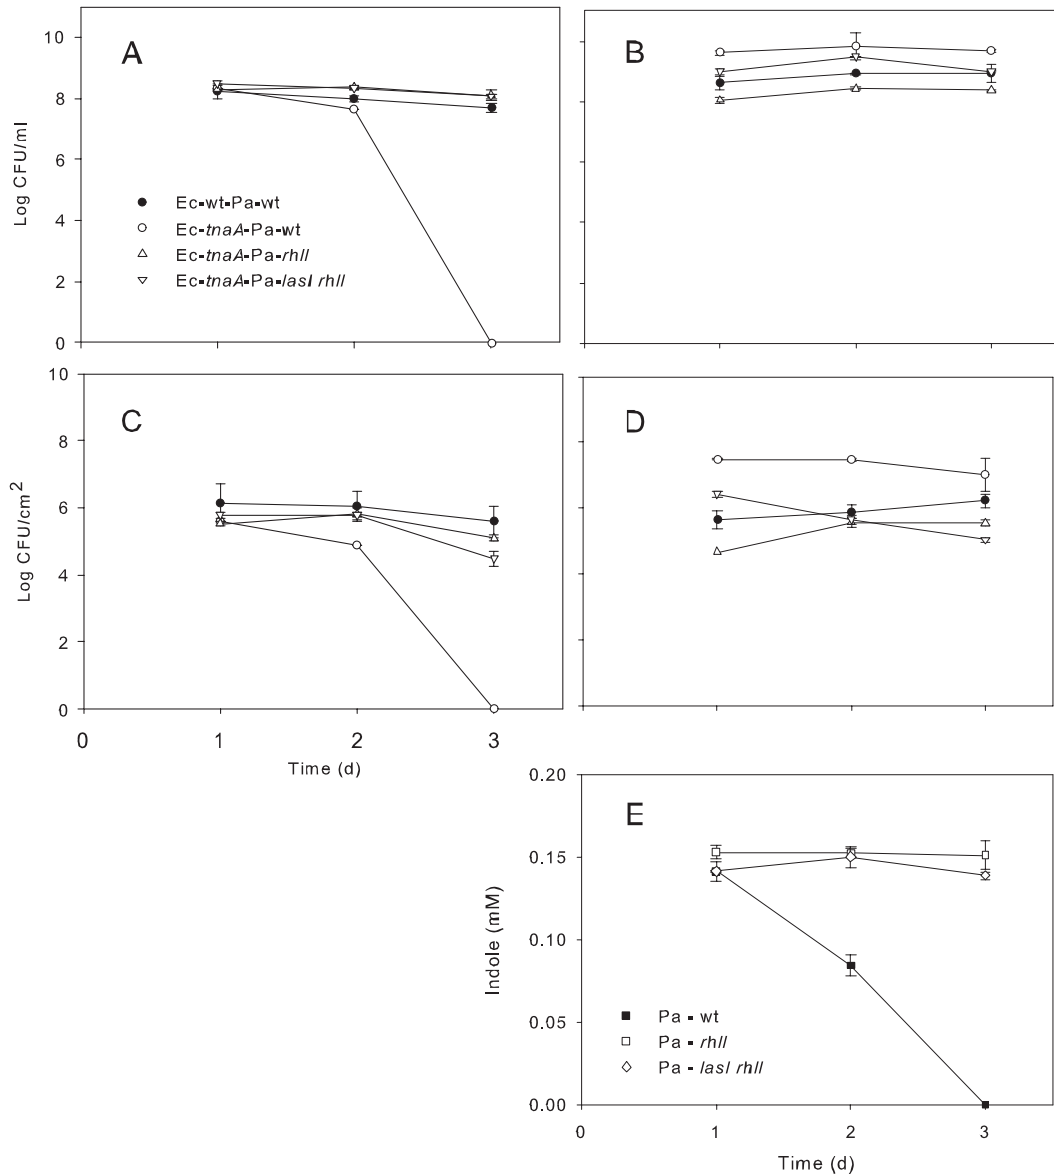 A
10
8
6
4
2
0
Log CFU/ml
Ec-wt-Pa-wt
Ec-tnaA-Pa-wt
Ec-tnaA-Pa-rhlI
Ec-tnaA-Pa-lasI rhlI
B
C
10
8
6
4
2
0
Log CFU/cm²
0 1 2 3
Time (d)
D
E
0.20
0.15
0.10
0.05
0.00
Indole (mM)
Pa - wt
Pa - rhlI
Pa - lasI rhlI
0 1 2 3
Time (d)